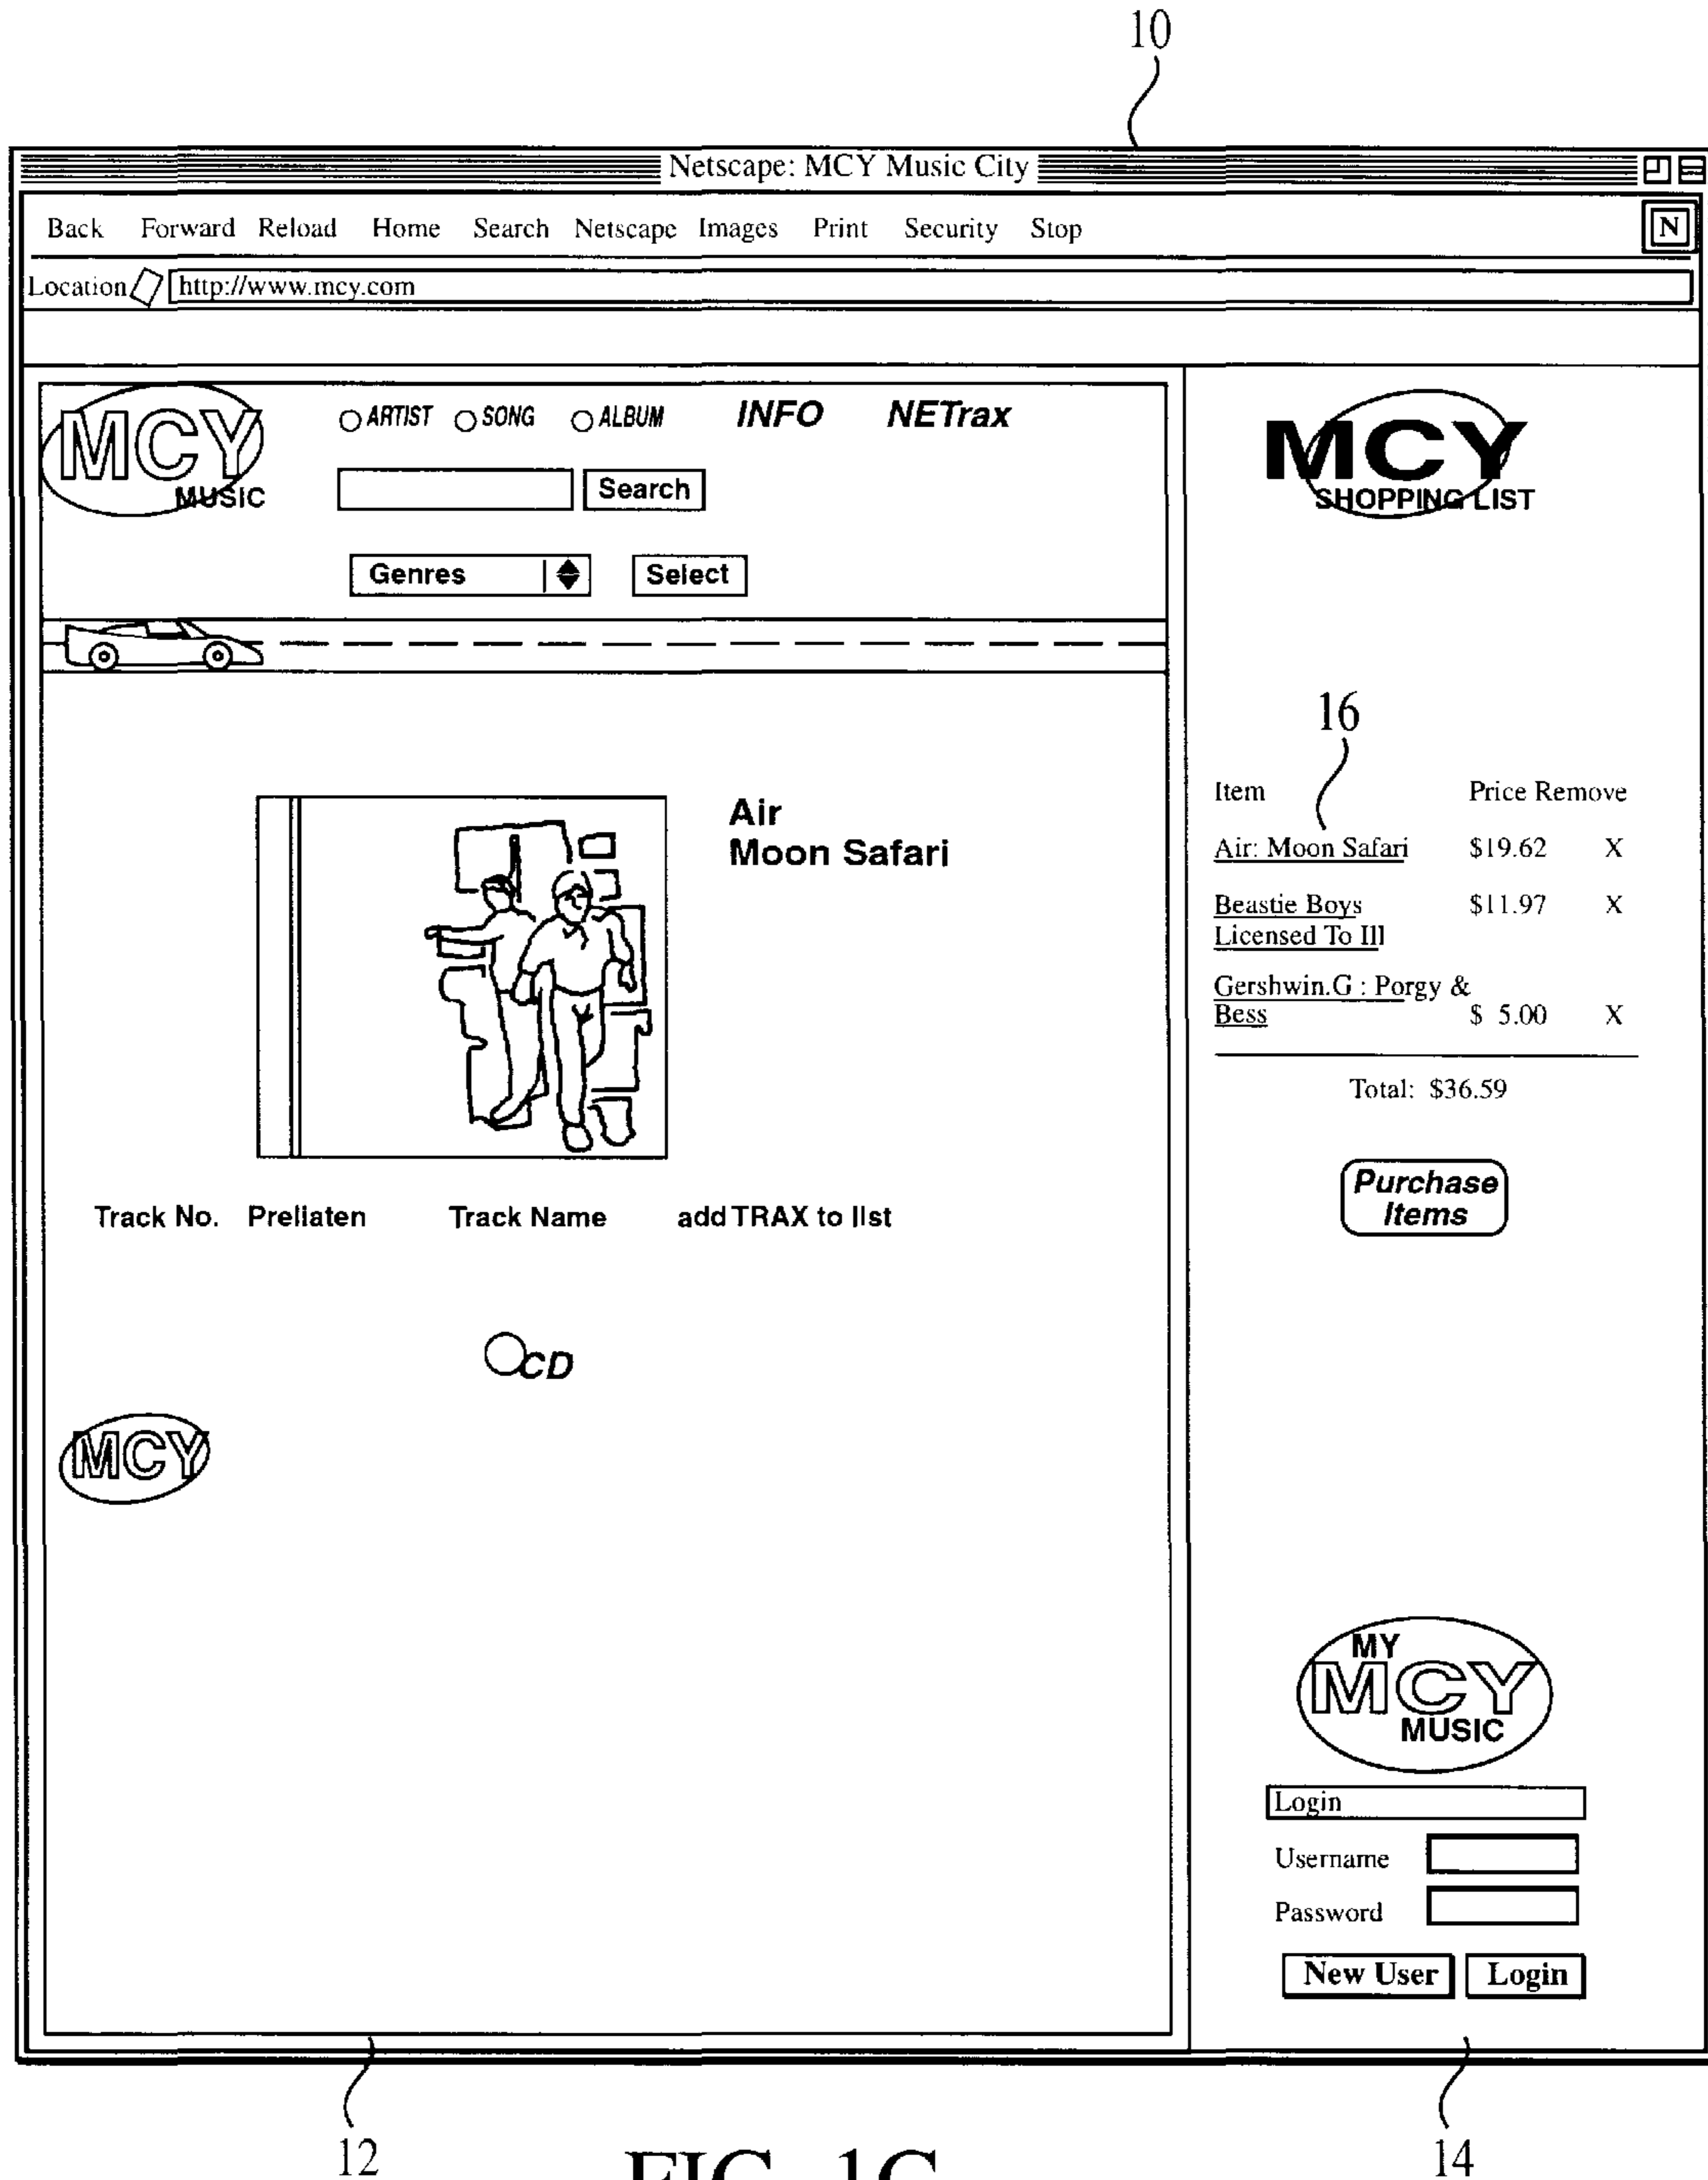 10
Netscape: MCY Music City
Back Forward Reload Home Search Netscape Images Print Security Stop
N
Location http://www.mcy.com
MCY
MUSIC
ARTIST SONG ALBUM INFO NETrax
Search
Genres Select
MCY
SHOPPING LIST
Air
Moon Safari
Track No. Prellaten Track Name add TRAX to list
CD
MCY
16
Item Price Remove
Air: Moon Safari $19.62 X
Beastie Boys $11.97 X
Licensed To Ill
Gershwin.G : Porgy &
Bess $ 5.00 X
Total: $36.59
Purchase
Items
MY
MCY
MUSIC
Login
Username
Password
New User Login
12
14
FIG. 1C